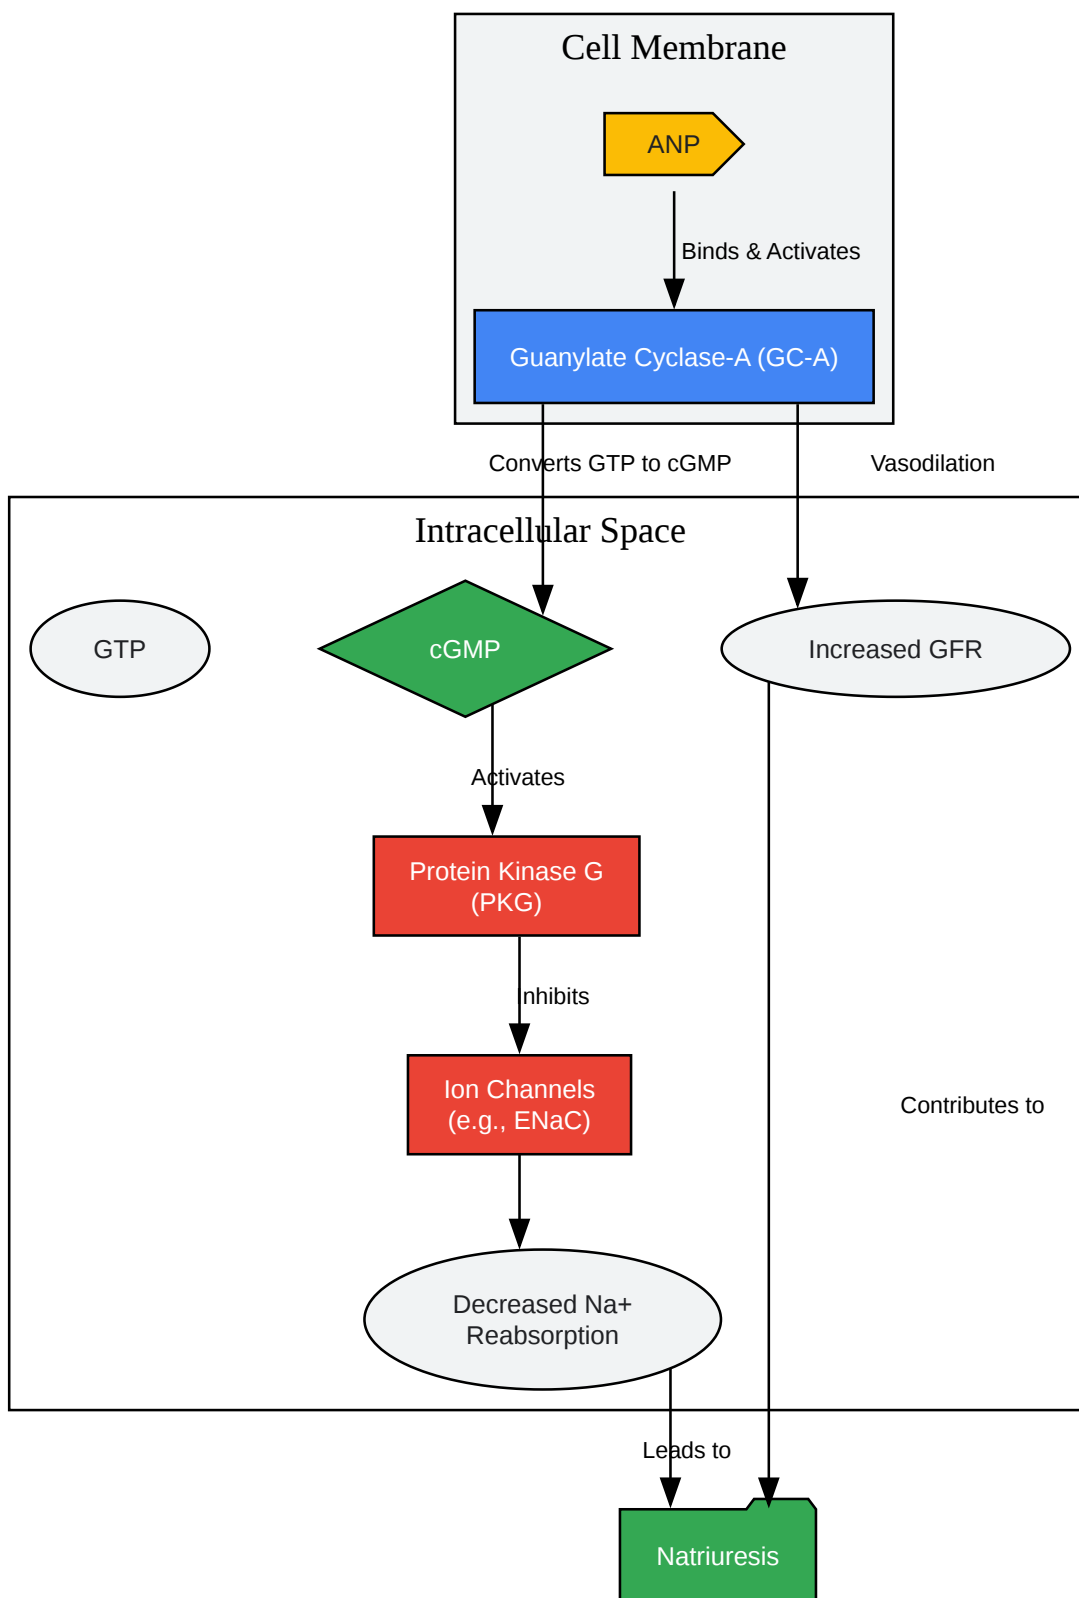 Cell Membrane
ANP
Binds & Activates
Guanylate Cyclase-A (GC-A)
Converts GTP to cGMP
Vasodilation
Intracellular Space
GTP
cGMP
Increased GFR
Activates
Protein Kinase G
(PKG)
Inhibits
Ion Channels
(e.g., ENaC)
Contributes to
Decreased Na+
Reabsorption
Leads to
Natriuresis